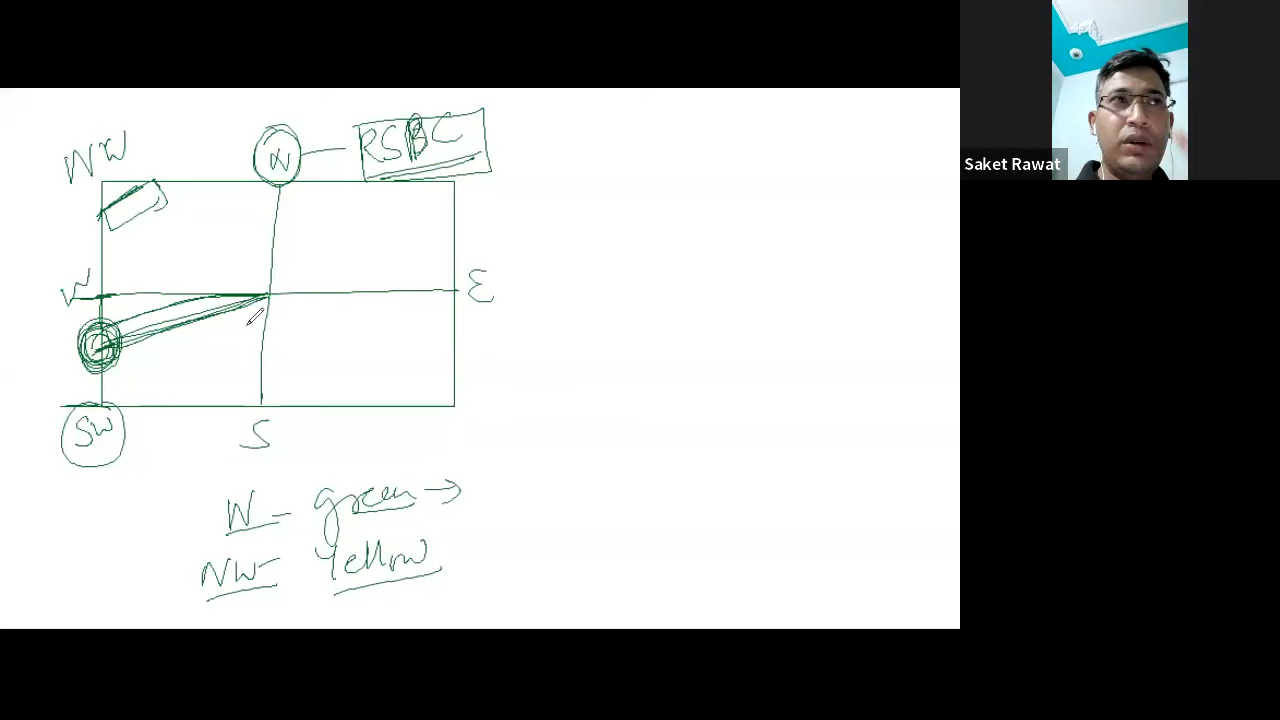 NW
N
RSBC
W
E
SW
S
W - green →
NW - Yellow
Saket Rawat